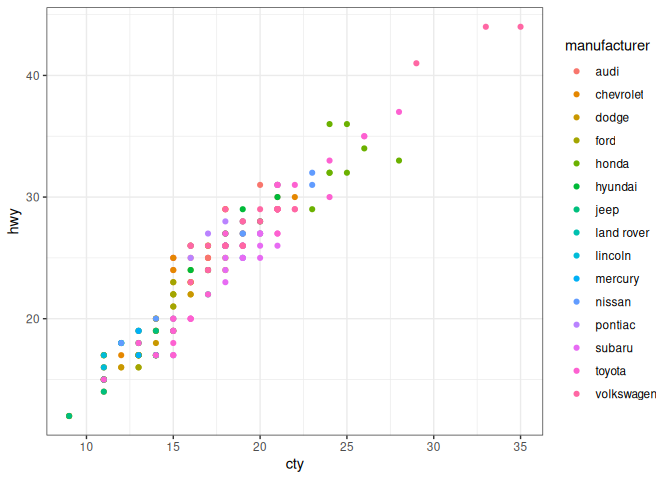 manufacturer
audi
chevrolet
dodge
ford
honda
hyundai
jeep
land rover
lincoln
mercury
nissan
pontiac
subaru
toyota
volkswagen
hwy
40
30
20
10 15 20 25 30 35
cty